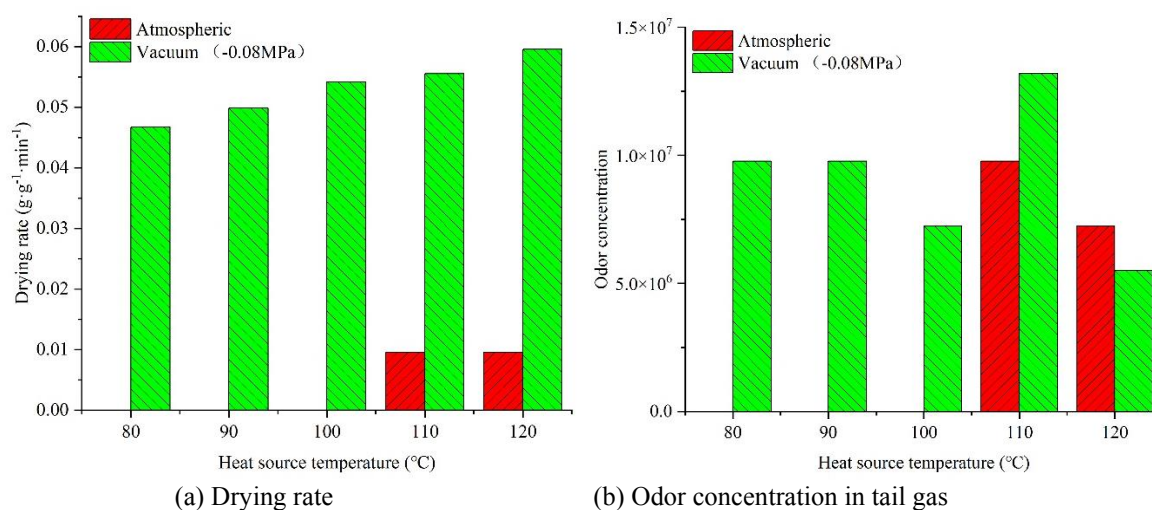 Atmospheric
Vacuum （-0.08MPa）
0.06
0.05
0.04
0.03
0.02
0.01
0.00
Drying rate (g·g⁻¹·min⁻¹)
80 90 100 110 120
Heat source temperature (°C)
(a) Drying rate
Atmospheric
Vacuum （-0.08MPa）
1.5×10⁷
1.0×10⁷
5.0×10⁶
0.0
Odor concentration
80 90 100 110 120
Heat source temperature (°C)
(b) Odor concentration in tail gas